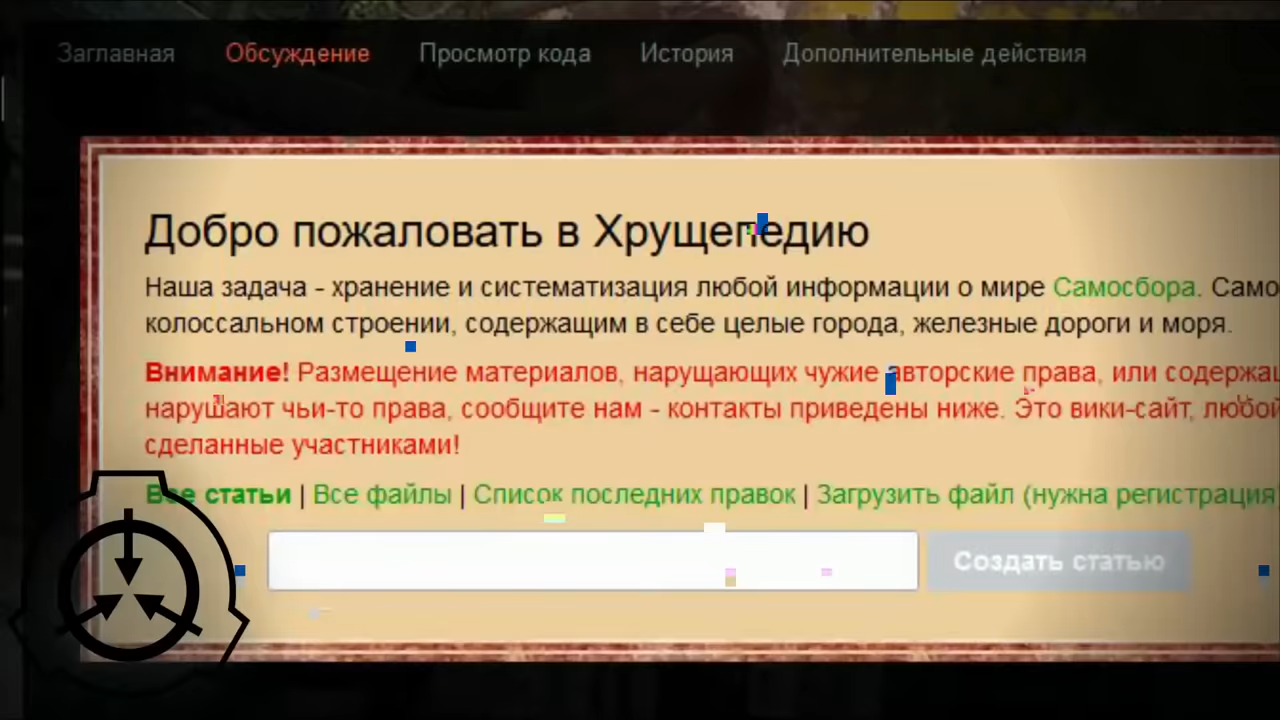 Заглавная Обсуждение Просмотр кода История Дополнительные действия
Добро пожаловать в Хрущепедию
Наша задача - хранение и систематизация любой информации о мире Самосбора. Само
колоссальном строении, содержащим в себе целые города, железные дороги и моря.
Внимание! Размещение материалов, нарущающих чужие авторские права, или содержащ
нарушают чьи-то права, сообщите нам - контакты приведены ниже. Это вики-сайт, любой
сделанные участниками!
Все статьи | Все файлы | Список последних правок | Загрузить файл (нужна регистрация)
Создать статью